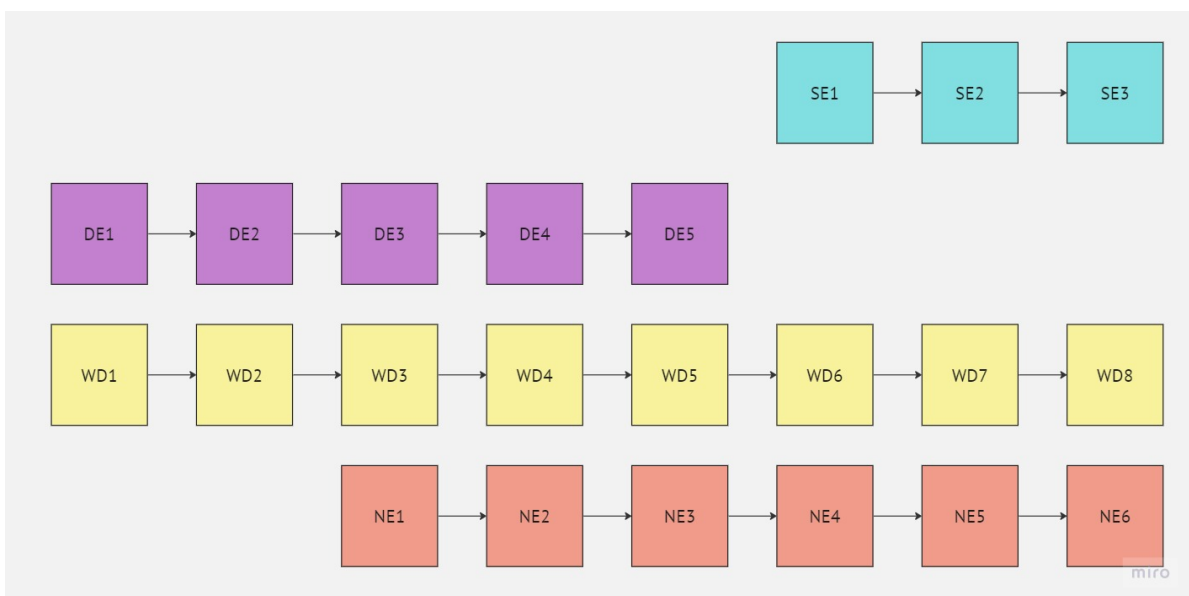 SE1 SE2 SE3
DE1 DE2 DE3 DE4 DE5
WD1 WD2 WD3 WD4 WD5 WD6 WD7 WD8
NE1 NE2 NE3 NE4 NE5 NE6
miro